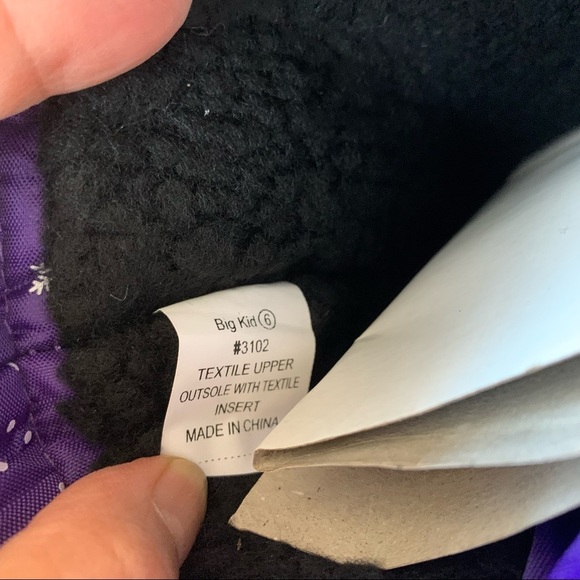 Big Kid 6
#3102
TEXTILE UPPER
OUTSOLE WITH TEXTILE
INSERT
MADE IN CHINA